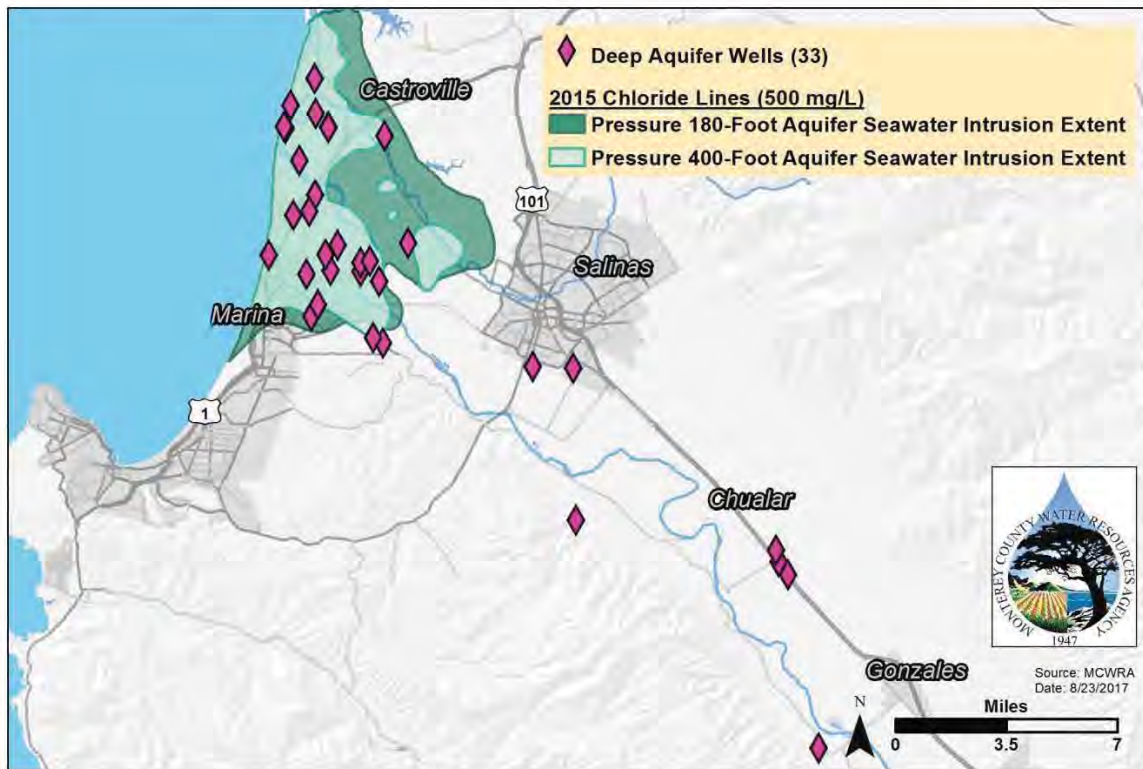 Deep Aquifer Wells (33)
2015 Chloride Lines (500 mg/L)
Pressure 180-Foot Aquifer Seawater Intrusion Extent
Pressure 400-Foot Aquifer Seawater Intrusion Extent
Castroville
101
Salinas
Marina
1
Chualar
Gonzales
MONTEREY COUNTY WATER RESOURCES AGENCY
1947
Source: MCWRA
Date: 8/23/2017
N
Miles
0 3.5 7